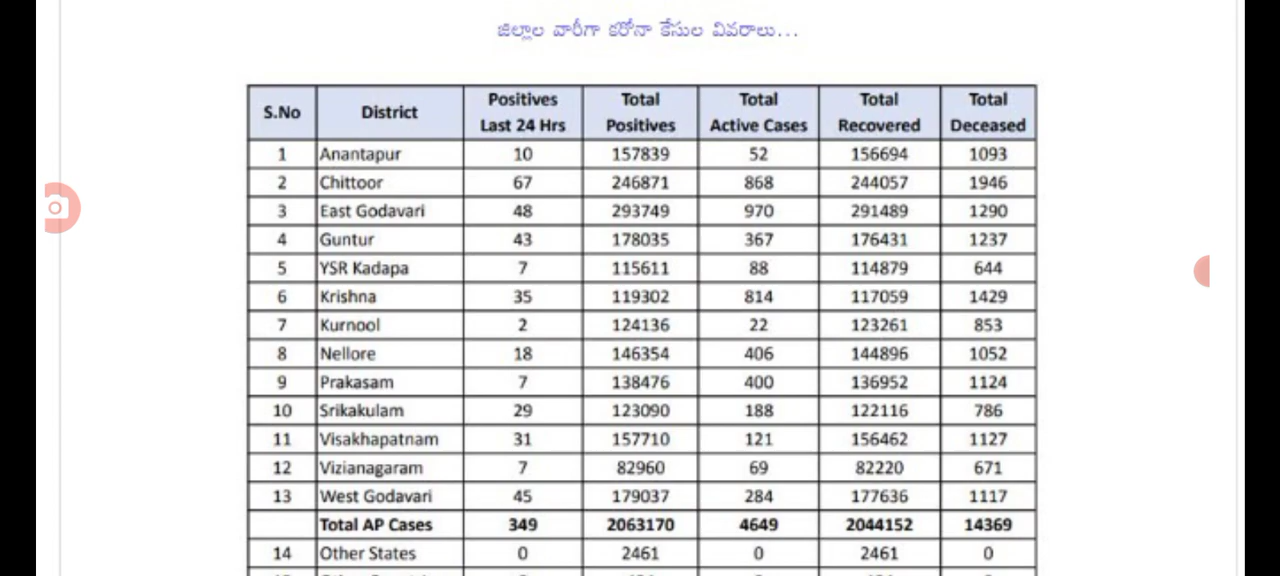 జిల్లాల వారీగా కరోనా కేసుల వివరాలు...
S.No District Positives Last 24 Hrs Total Positives Total Active Cases Total Recovered Total Deceased
1 Anantapur 10 157839 52 156694 1093
2 Chittoor 67 246871 868 244057 1946
3 East Godavari 48 293749 970 291489 1290
4 Guntur 43 178035 367 176431 1237
5 YSR Kadapa 7 115611 88 114879 644
6 Krishna 35 119302 814 117059 1429
7 Kurnool 2 124136 22 123261 853
8 Nellore 18 146354 406 144896 1052
9 Prakasam 7 138476 400 136952 1124
10 Srikakulam 29 123090 188 122116 786
11 Visakhapatnam 31 157710 121 156462 1127
12 Vizianagaram 7 82960 69 82220 671
13 West Godavari 45 179037 284 177636 1117
Total AP Cases 349 2063170 4649 2044152 14369
14 Other States 0 2461 0 2461 0